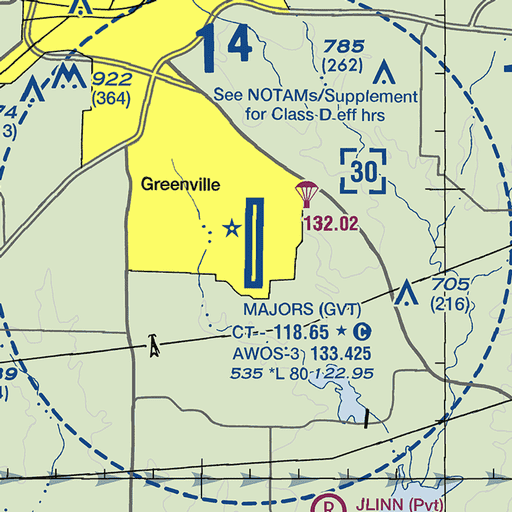 14
785
(262)
922
(364)
74
3)
See NOTAMs/Supplement
for Class D eff hrs
30
Greenville
132.02
705
(216)
MAJORS (GVT)
CT - 118.65 ★ C
AWOS-3 133.425
535 *L 80 122.95
39
R
JLINN (Pvt)